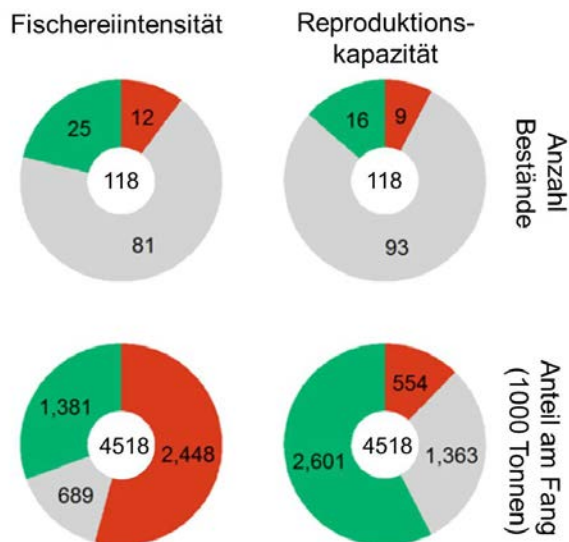 Fischereiintensität
Reproduktions-
kapazität
25
12
118
81
16
9
118
93
Anzahl
Bestände
1,381
2,448
4518
689
554
2,601
4518
1,363
Anteil am Fang
(1000 Tonnen)